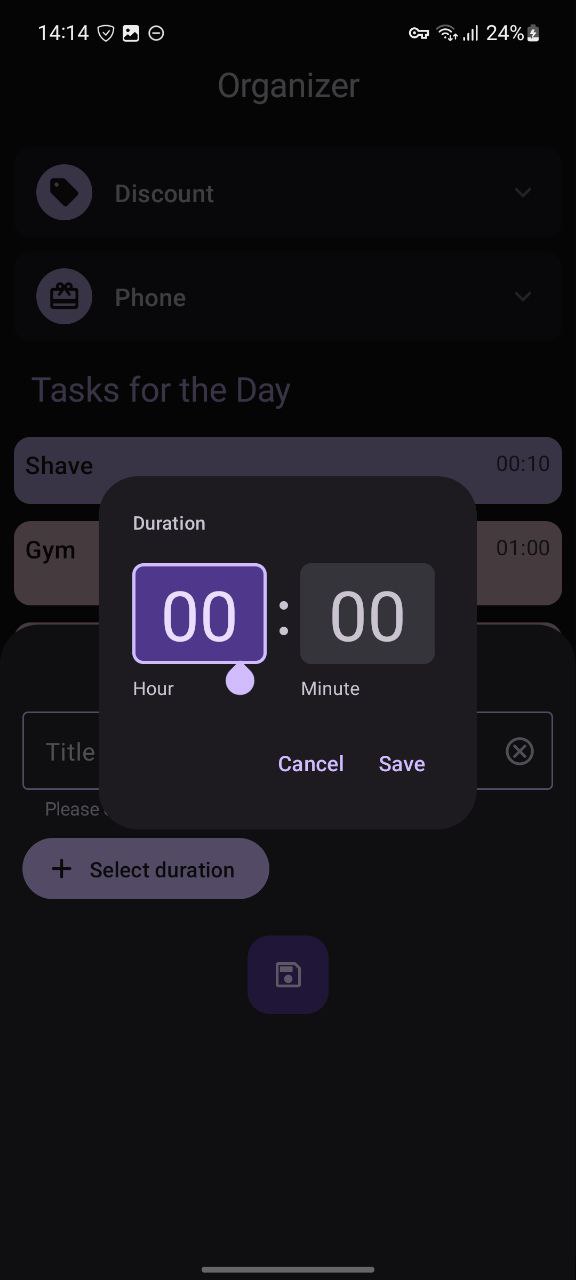 14:14 24%
Organizer
Discount
Phone
Tasks for the Day
Shave 00:10
Gym 01:00
Duration
00 : 00
Hour Minute
Cancel Save
Title
Please
Select duration